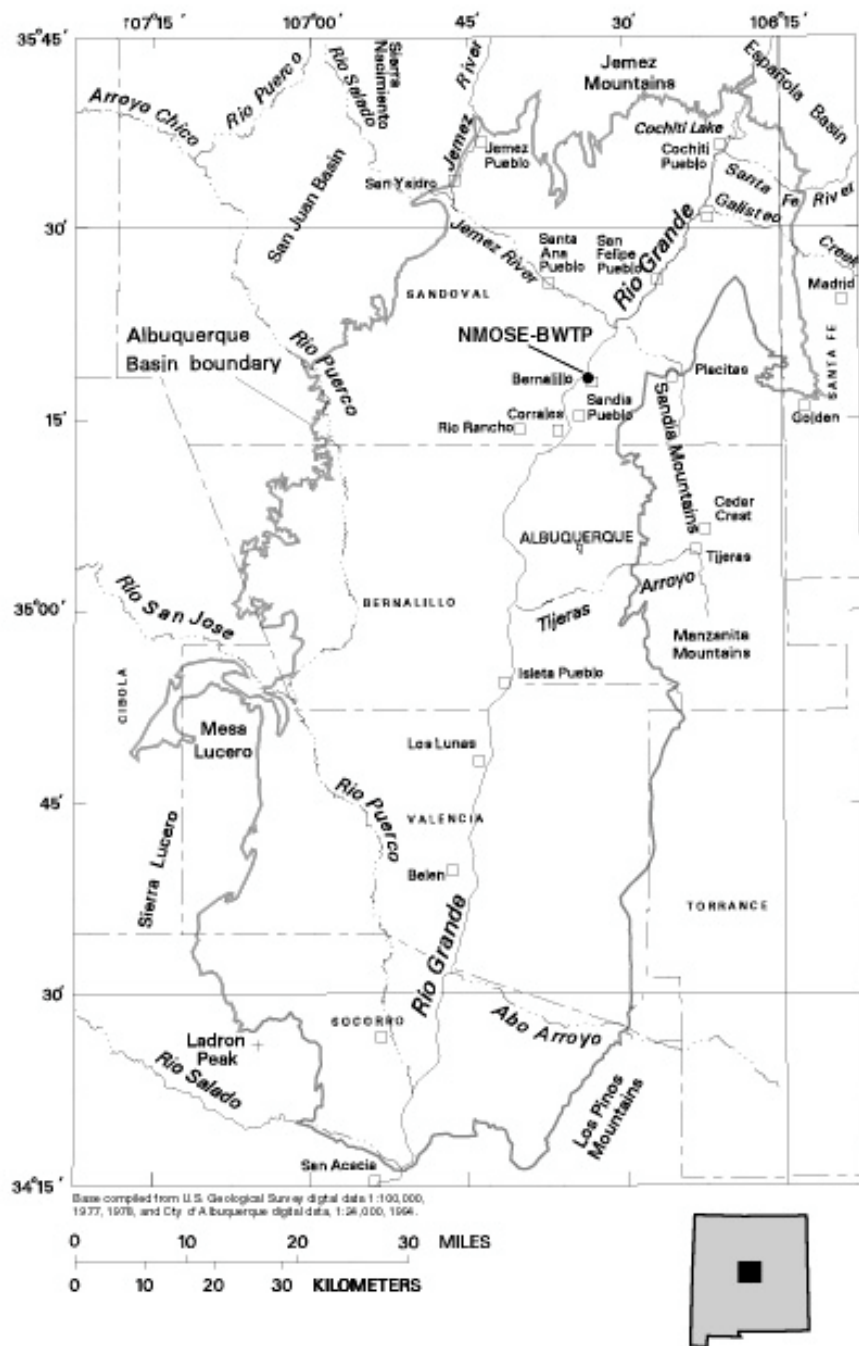 107°15′ 107°00′ 45′ 30′ 106°15′
35°45′
Rio Puerco
Rio Salado
Sierra
Nacimiento
River
Jemez
Mountains
Española Basin
Arroyo Chico
Jemez
Jemez
Pueblo
Cochiti Lake
Cochiti
Pueblo
San Ysidro
Santa Fe River
San Juan Basin
Galisteo
Creek
30′
Jemez River
Santa
Ana
Pueblo
San
Felipe
Pueblo
Rio Grande
Madrid
SANDOVAL
Albuquerque
Basin boundary
Rio Puerco
NMOSE-BWTP
SANTA FE
Bernalillo
Placitas
Sandia
Pueblo
Corrales
Rio Rancho
Golden
15′
Sandia Mountains
Cedar
Crest
ALBUQUERQUE
Tijeras
Rio San Jose
BERNALILLO
Tijeras Arroyo
35°00′
Manzanita
Mountains
CIBOLA
Isleta Pueblo
Mesa
Lucero
Los Lunas
45′
Rio Puerco
VALENCIA
Sierra Lucero
Belen
TORRANCE
Rio Grande
30′
SOCORRO
Abo Arroyo
Ladron
Peak
Rio Salado
Los Pinos
Mountains
San Acacia
34°15′
Base compiled from U.S. Geological Survey digital data 1:100,000,
1977, 1978, and City of Albuquerque digital data, 1:24,000, 1994.
0 10 20 30 MILES
0 10 20 30 KILOMETERS